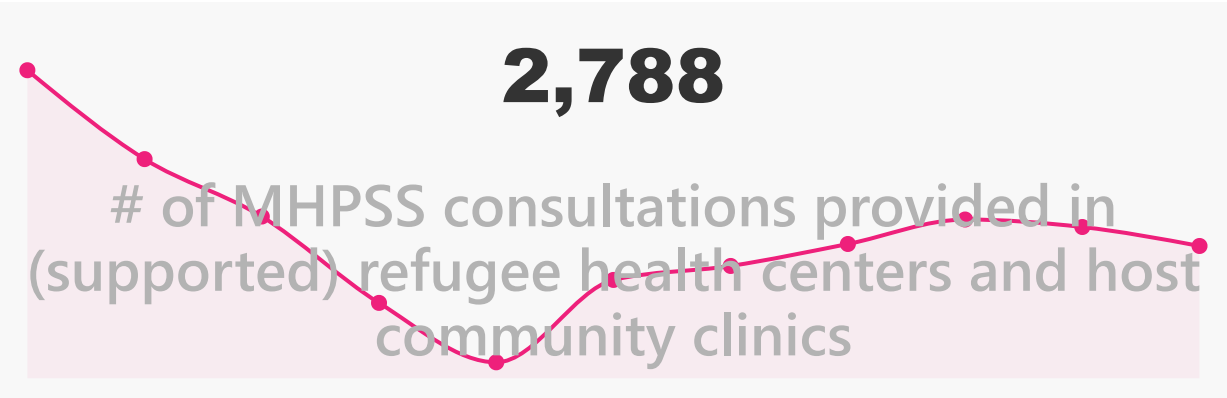 2,788
# of MHPSS consultations provided in
(supported) refugee health centers and host
community clinics